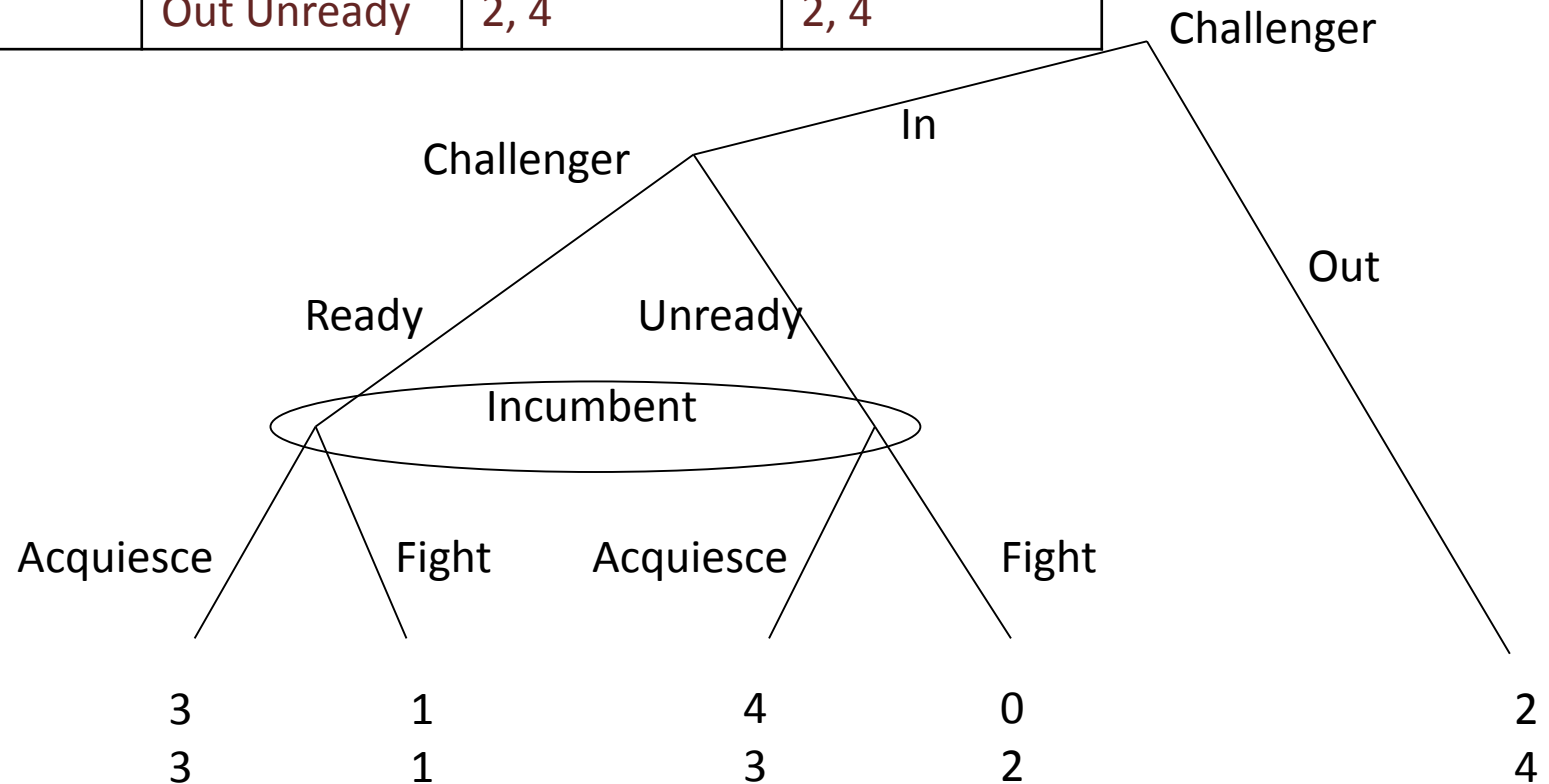 Out Unready 2, 4 2, 4
Challenger
In
Challenger
Out
Ready Unready
Incumbent
Acquiesce Fight Acquiesce Fight
3 1 4 0 2
3 1 3 2 4